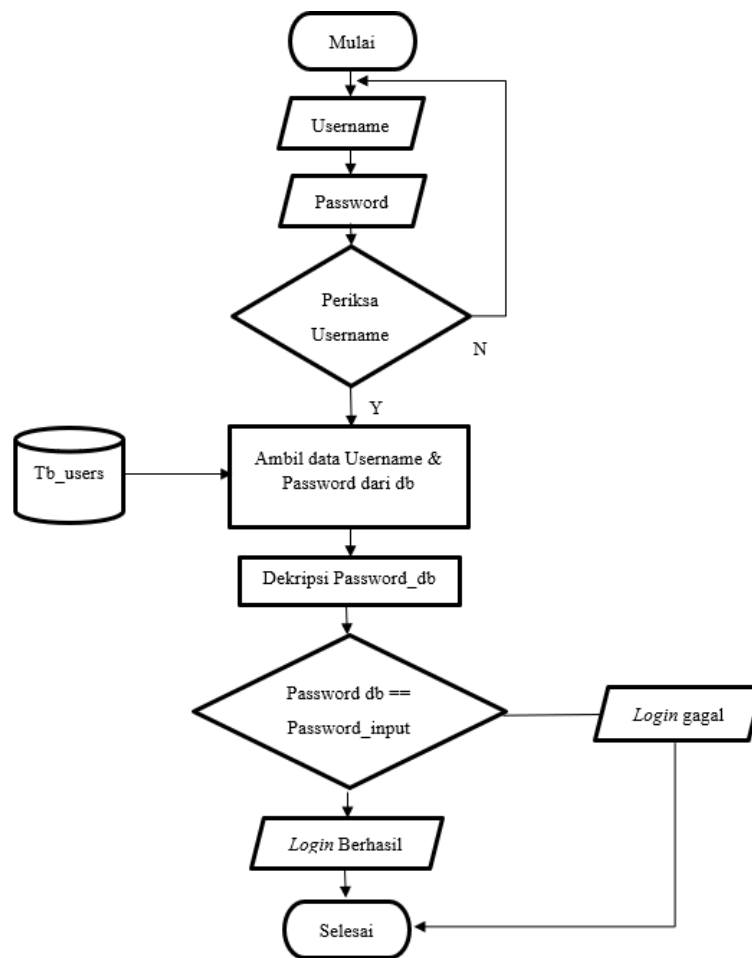 Mulai
Username
Password
Periksa
Username
N
Y
Tb_users
Ambil data Username &
Password dari db
Dekripsi Password_db
Password db ==
Password_input
Login gagal
Login Berhasil
Selesai